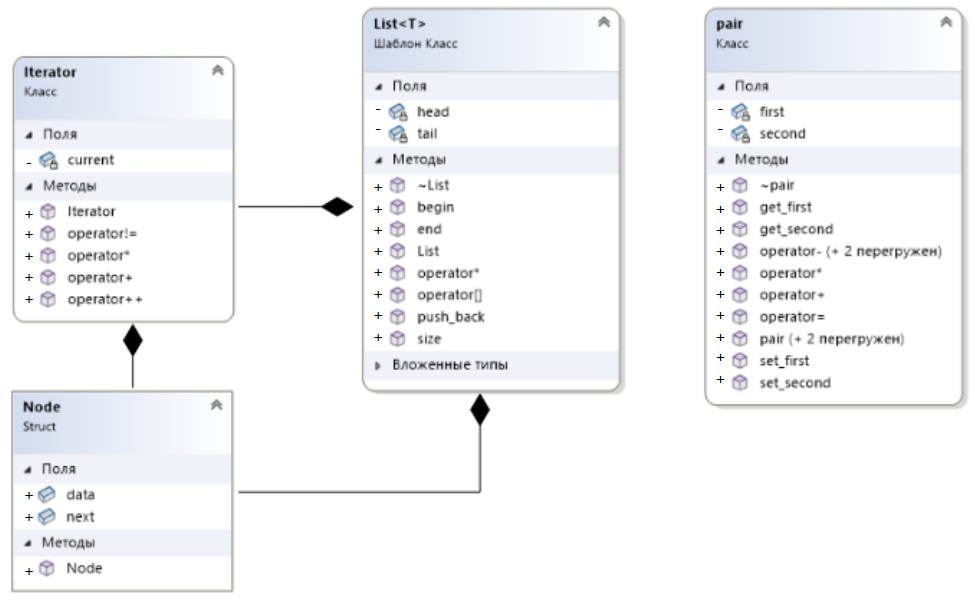 Iterator
Класс
Поля
- current
Методы
+ Iterator
+ operator!=
+ operator*
+ operator+
+ operator++
Node
Struct
Поля
+ data
+ next
Методы
+ Node
List<T>
Шаблон Класс
Поля
- head
- tail
Методы
+ ~List
+ begin
+ end
+ List
+ operator*
+ operator[]
+ push_back
+ size
Вложенные типы
pair
Класс
Поля
- first
- second
Методы
+ ~pair
+ get_first
+ get_second
+ operator- (+ 2 перегружен)
+ operator*
+ operator+
+ operator=
+ pair (+ 2 перегружен)
+ set_first
+ set_second